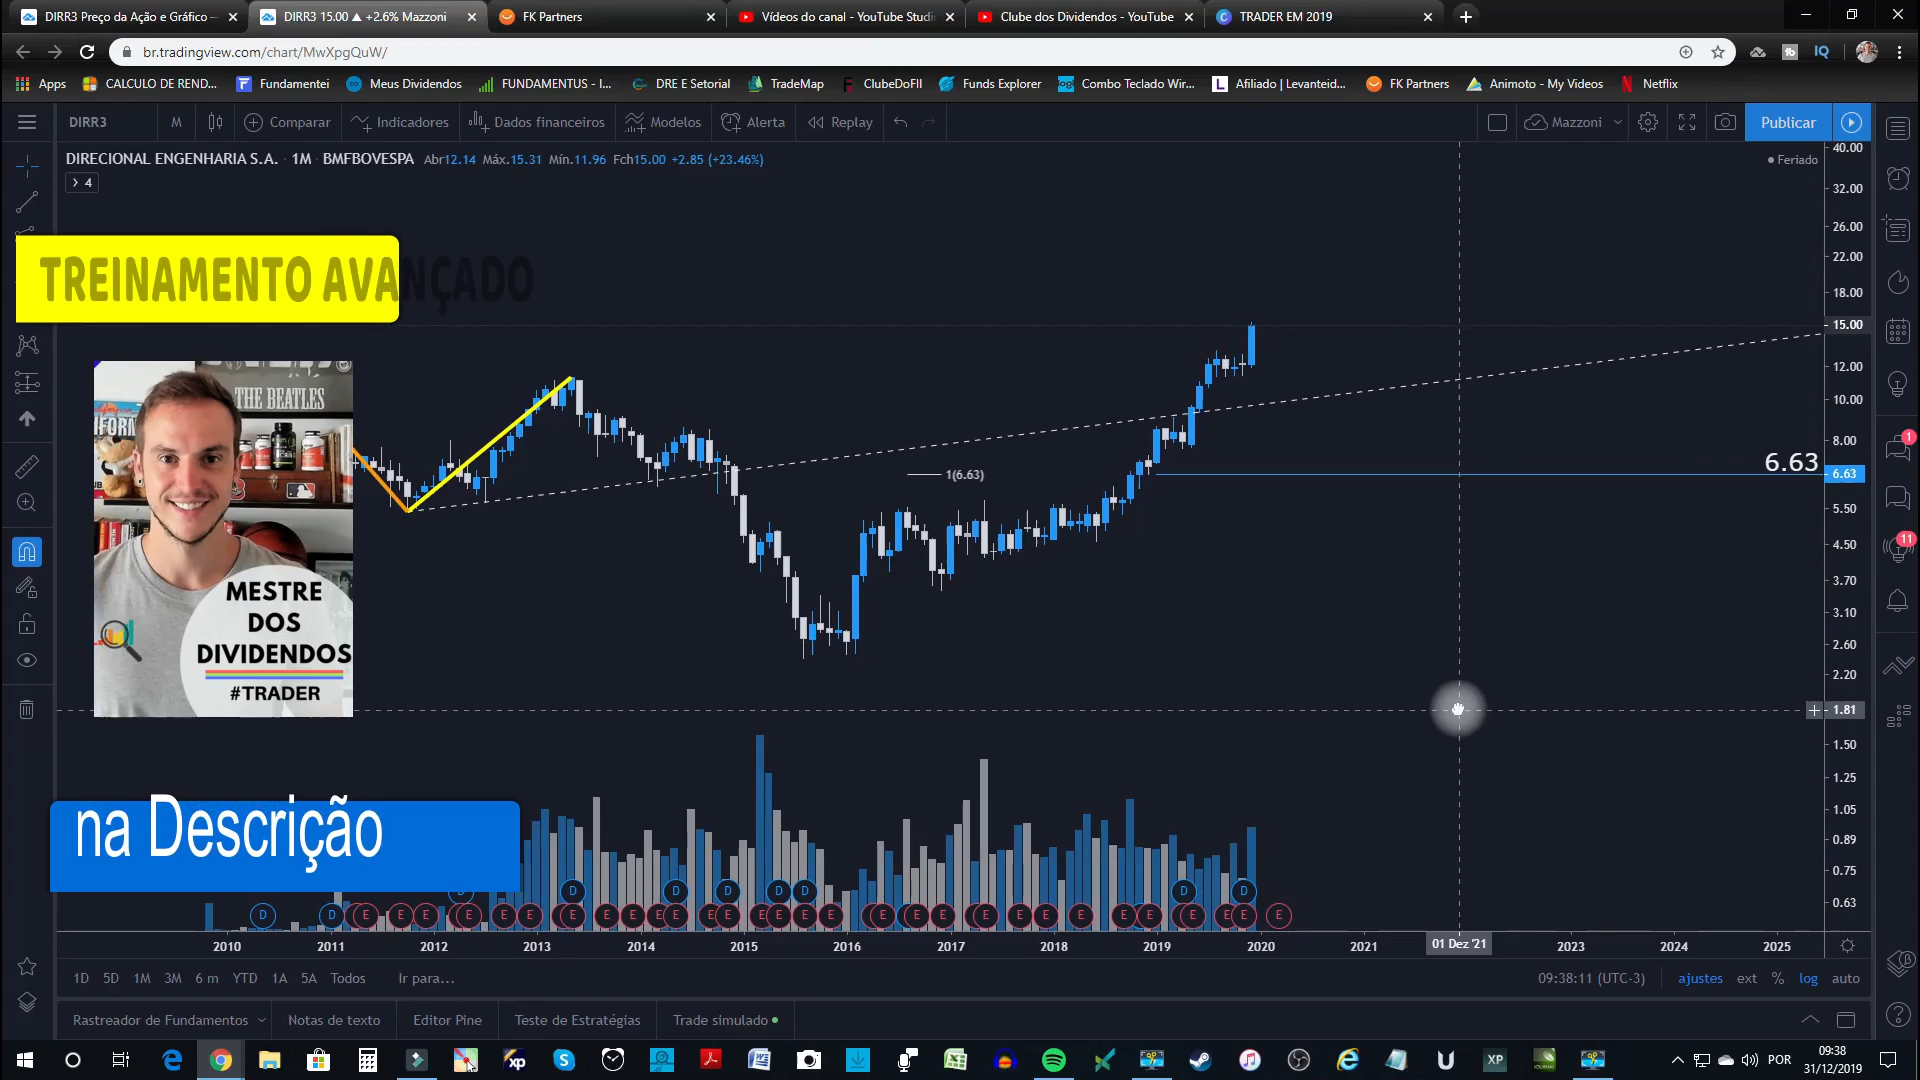 DIRR3 Preço da Ação e Gráfico —
DIRR3 15.00 ▲ +2.6% Mazzoni
FK Partners
Vídeos do canal - YouTube Studi
Clube dos Dividendos - YouTube
TRADER EM 2019
br.tradingview.com/chart/MwXpgQuW/
Apps
CALCULO DE REND...
Fundamentei
Meus Dividendos
FUNDAMENTUS - I...
DRE E Setorial
TradeMap
ClubeDoFII
Funds Explorer
Combo Teclado Wir...
Afiliado | Levanteid...
FK Partners
Animoto - My Videos
Netflix
DIRR3
M
Comparar
Indicadores
Dados financeiros
Modelos
Alerta
Replay
Mazzoni
Publicar
DIRECIONAL ENGENHARIA S.A. · 1M · BMFBOVESPA Abr12.14 Máx.15.31 Mín.11.96 Fch15.00 +2.85 (+23.46%)
Feriado
4
TREINAMENTO AVANÇADO
THE BEATLES
MESTRE
DOS
DIVIDENDOS
#TRADER
na Descrição
1(6.63)
6.63
40.00
32.00
26.00
22.00
18.00
15.00
12.00
10.00
8.00
6.63
5.50
4.50
3.70
3.10
2.60
2.20
1.81
1.50
1.25
1.05
0.89
0.75
0.63
1
11
2010 2011 2012 2013 2014 2015 2016 2017 2018 2019 2020 2021 01 Dez '21 2023 2024 2025
1D 5D 1M 3M 6 m YTD 1A 5A Todos Ir para...
09:38:11 (UTC-3) ajustes ext % log auto
Rastreador de Fundamentos
Notas de texto
Editor Pine
Teste de Estratégias
Trade simulado
POR
09:38
31/12/2019